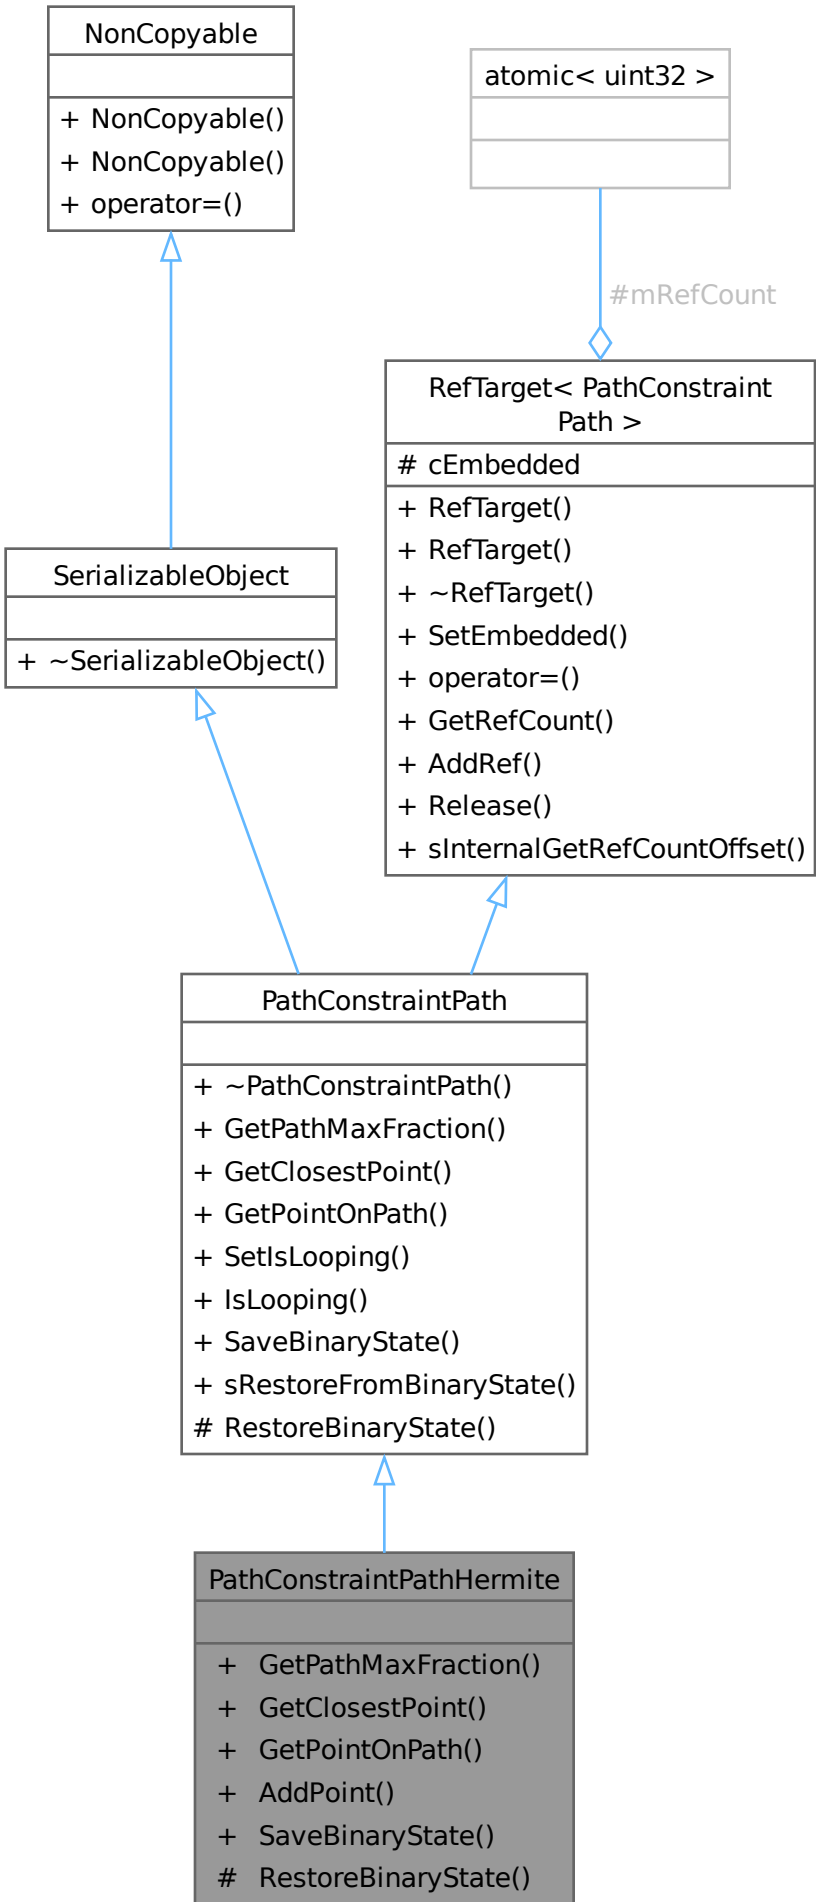 NonCopyable
+ NonCopyable()
+ NonCopyable()
+ operator=()
atomic< uint32 >
#mRefCount
RefTarget< PathConstraint
Path >
# cEmbedded
+ RefTarget()
+ RefTarget()
+ ~RefTarget()
+ SetEmbedded()
+ operator=()
+ GetRefCount()
+ AddRef()
+ Release()
+ sInternalGetRefCountOffset()
SerializableObject
+ ~SerializableObject()
PathConstraintPath
+ ~PathConstraintPath()
+ GetPathMaxFraction()
+ GetClosestPoint()
+ GetPointOnPath()
+ SetIsLooping()
+ IsLooping()
+ SaveBinaryState()
+ sRestoreFromBinaryState()
# RestoreBinaryState()
PathConstraintPathHermite
+ GetPathMaxFraction()
+ GetClosestPoint()
+ GetPointOnPath()
+ AddPoint()
+ SaveBinaryState()
# RestoreBinaryState()